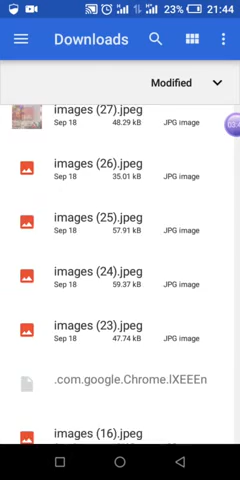 23% 21:44
Downloads
Modified
images (27).jpeg
Sep 18 48.29 kB JPG image
images (26).jpeg
Sep 18 35.01 kB JPG image
images (25).jpeg
Sep 18 57.91 kB JPG image
images (24).jpeg
Sep 18 59.37 kB JPG image
images (23).jpeg
Sep 18 47.74 kB JPG image
.com.google.Chrome.IXEEEn
images (16).jpeg